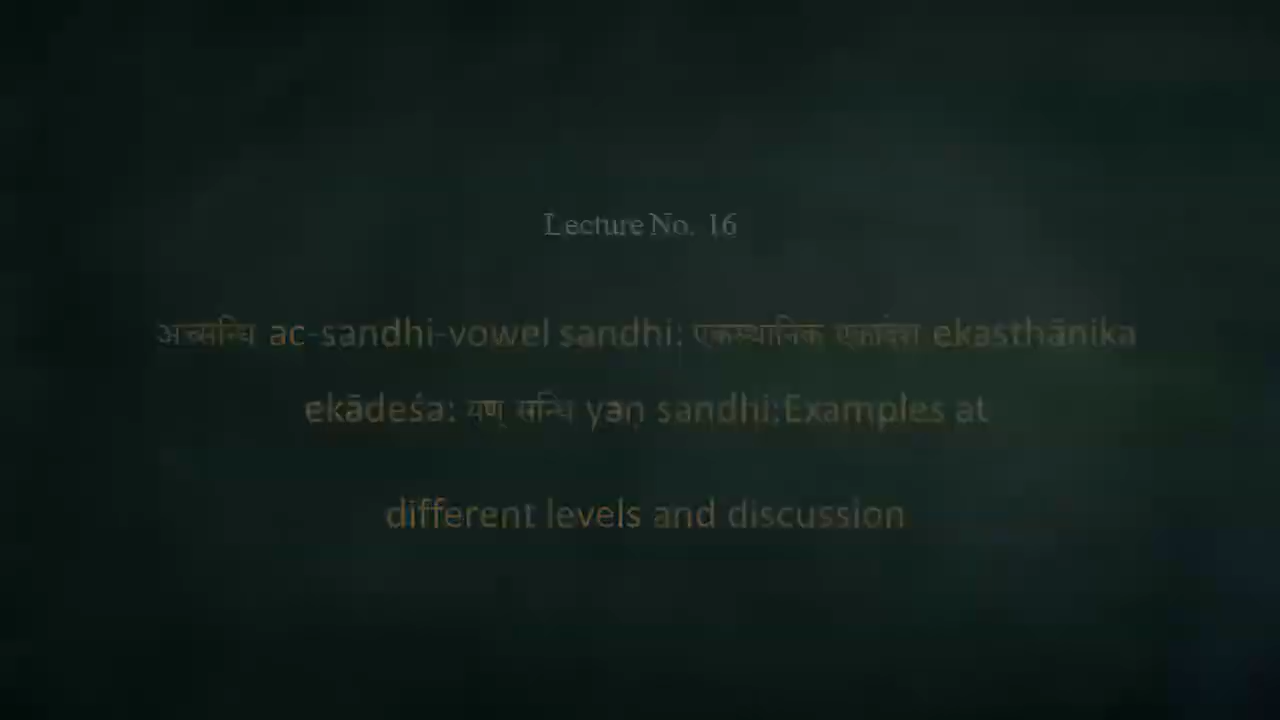 Lecture No. 16
अच्सन्धि ac-sandhi-vowel sandhi: एकस्थानिक एकादेश ekasthānika
ekādeśa: यण् सन्धि yaṇ sandhi:Examples at
different levels and discussion